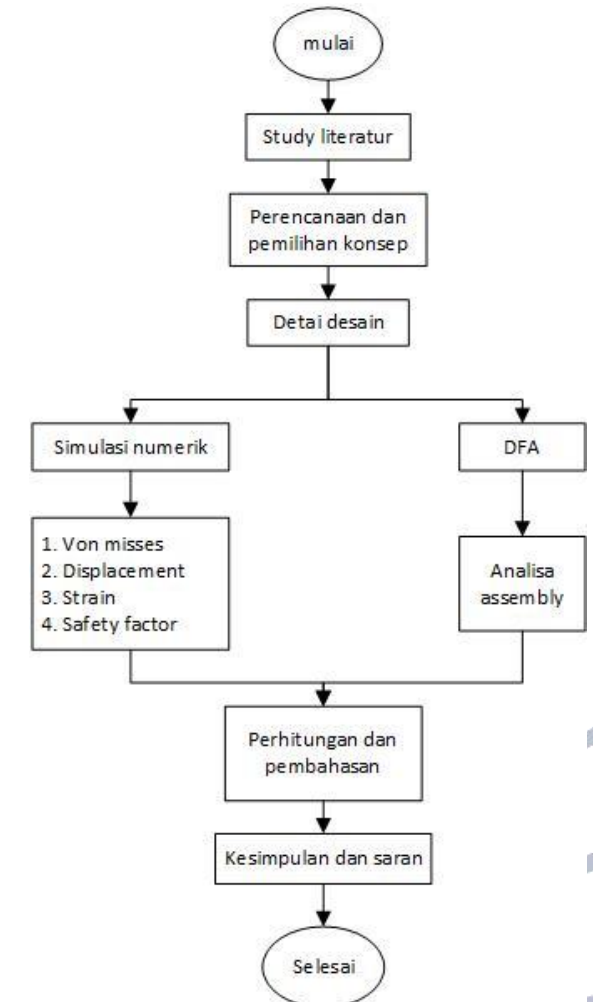 mulai
Study literatur
Perencanaan dan
pemilihan konsep
Detai desain
Simulasi numerik
DFA
1. Von misses
2. Displacement
3. Strain
4. Safety factor
Analisa
assembly
Perhitungan dan
pembahasan
Kesimpulan dan saran
Selesai